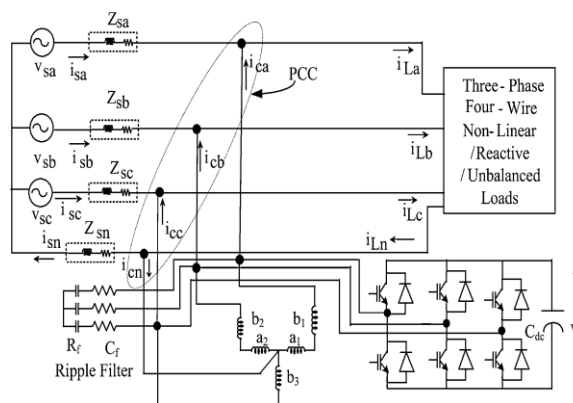 Z_sa
v_sa
i_sa
i_ca
PCC
i_La
Z_sb
v_sb
i_sb
i_cb
i_Lb
Z_sc
v_sc
i_sc
i_cc
i_Lc
Z_sn
i_sn
i_cn
i_Ln
Three-Phase
Four-Wire
Non-Linear
/Reactive
/Unbalanced
Loads
R_f
C_f
Ripple Filter
b_2
b_1
a_2
a_1
b_3
C_dc